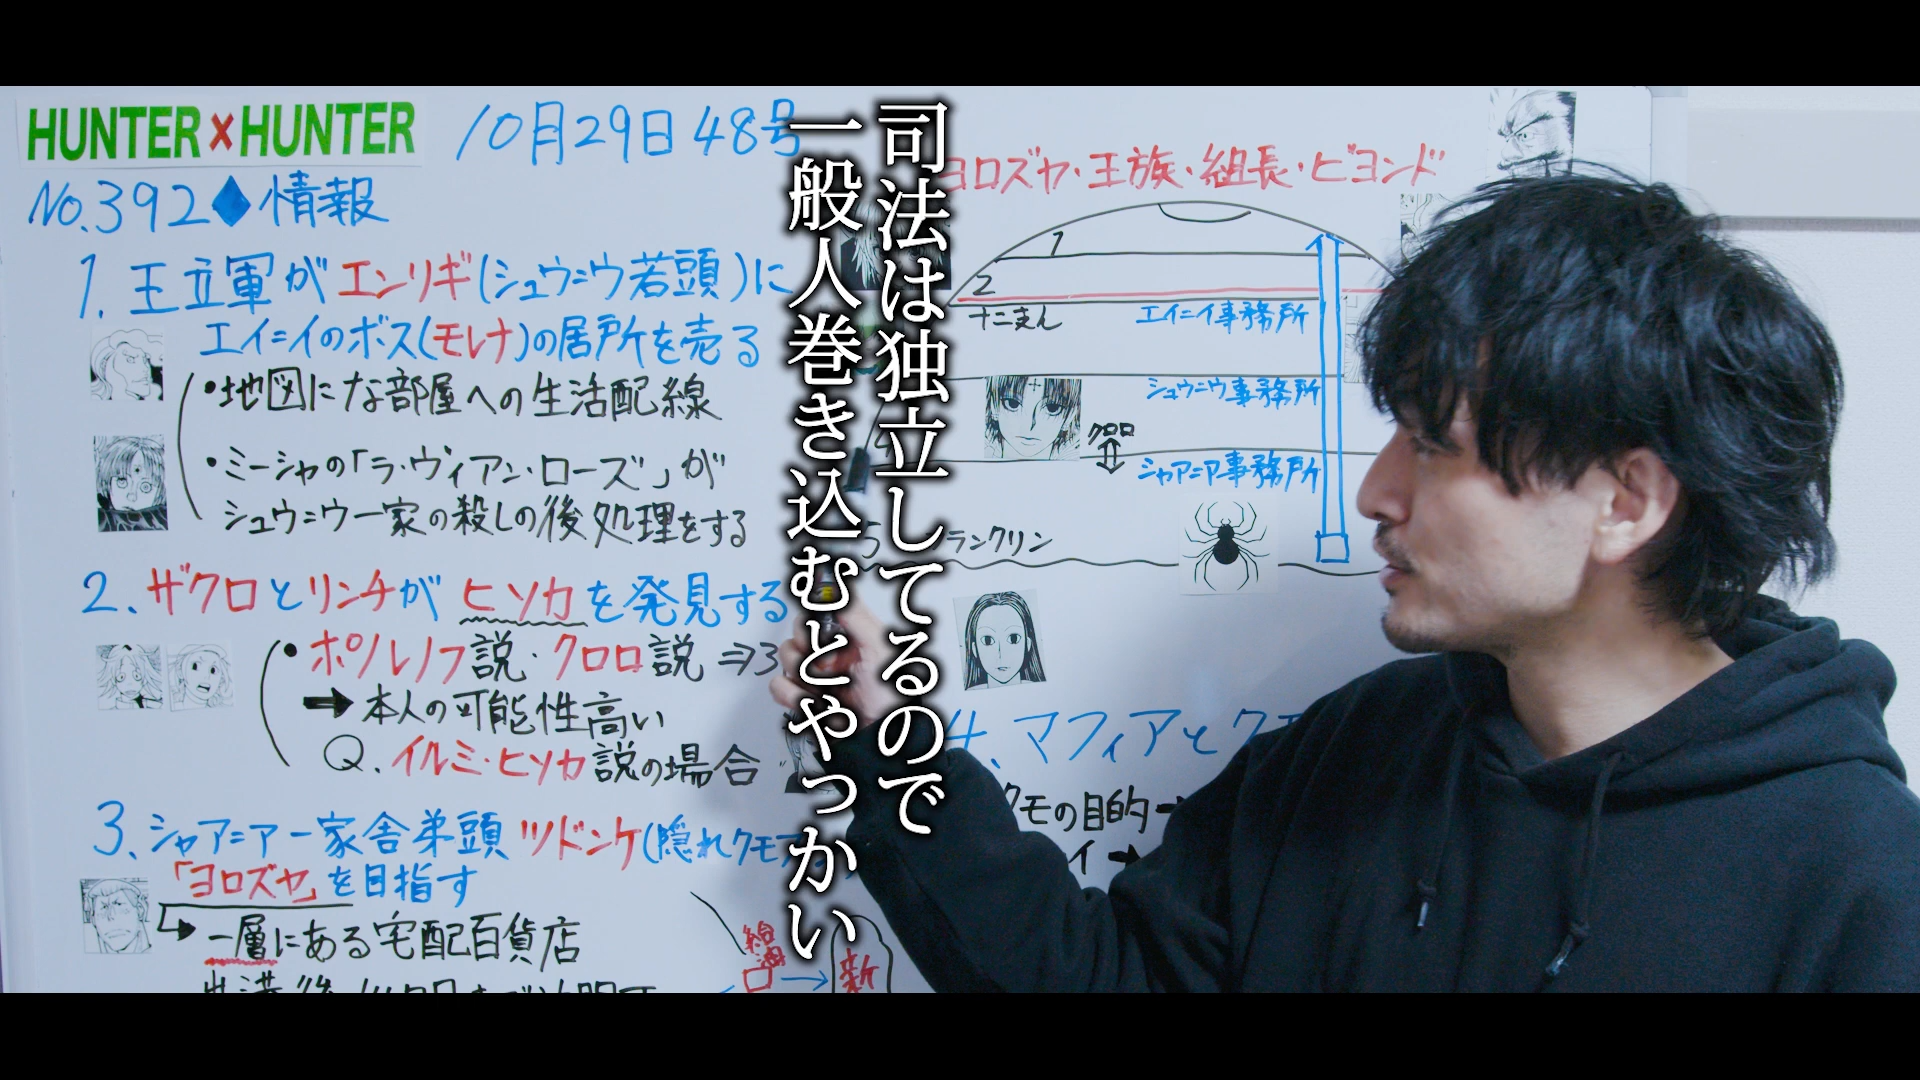 HUNTER×HUNTER
10月29日48号
No.392◆情報
1. 王立軍がエンリギ(シュウ=ウ若頭)に
エイ=イのボス(モレナ)の居所を売る
・地図にな部屋への生活配線
・ミーシャの「ラ・ヴィアン・ローズ」が
シュウ=ウ一家の殺しの後処理をする
2. ザクロとリンチがヒソカを発見する
・ボノレノフ説・クロロ説⇒3
➡本人の可能性高い
Q. イルミ・ヒソカ説の場合
3. シャア=ア一家舎弟頭ツドンケ(隠れクモ
「ヨロズヤ」を目指す
一層にある宅配百貨店
司法は独立してるので
一般人巻き込むとやっかい
ヨロズヤ・王族・組長・ビヨンド
1
2
十二支ん
エイ=イ事務所
シュウ=ウ事務所
クロロ
シャア=ア事務所
5
フランクリン
4. マフィアとク
クモの目的
イ➡
給油
新